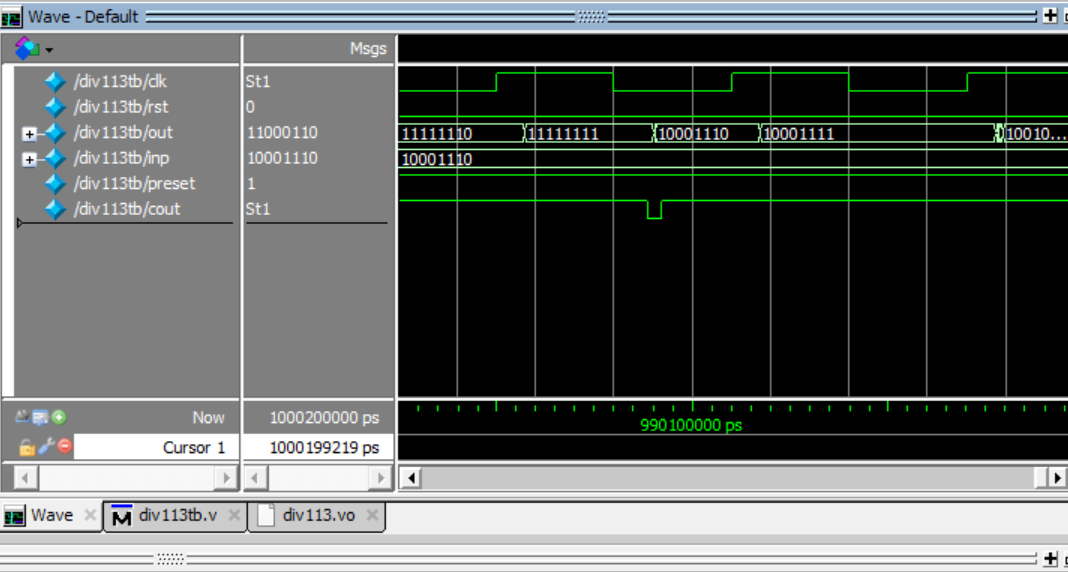 Wave - Default
Msgs
/div113tb/clk St1
/div113tb/rst 0
/div113tb/out 11000110 11111110 11111111 10001110 10001111 10010...
/div113tb/inp 10001110 10001110
/div113tb/preset 1
/div113tb/cout St1
Now 1000200000 ps 990100000 ps
Cursor 1 1000199219 ps
Wave div113tb.v div113.vo